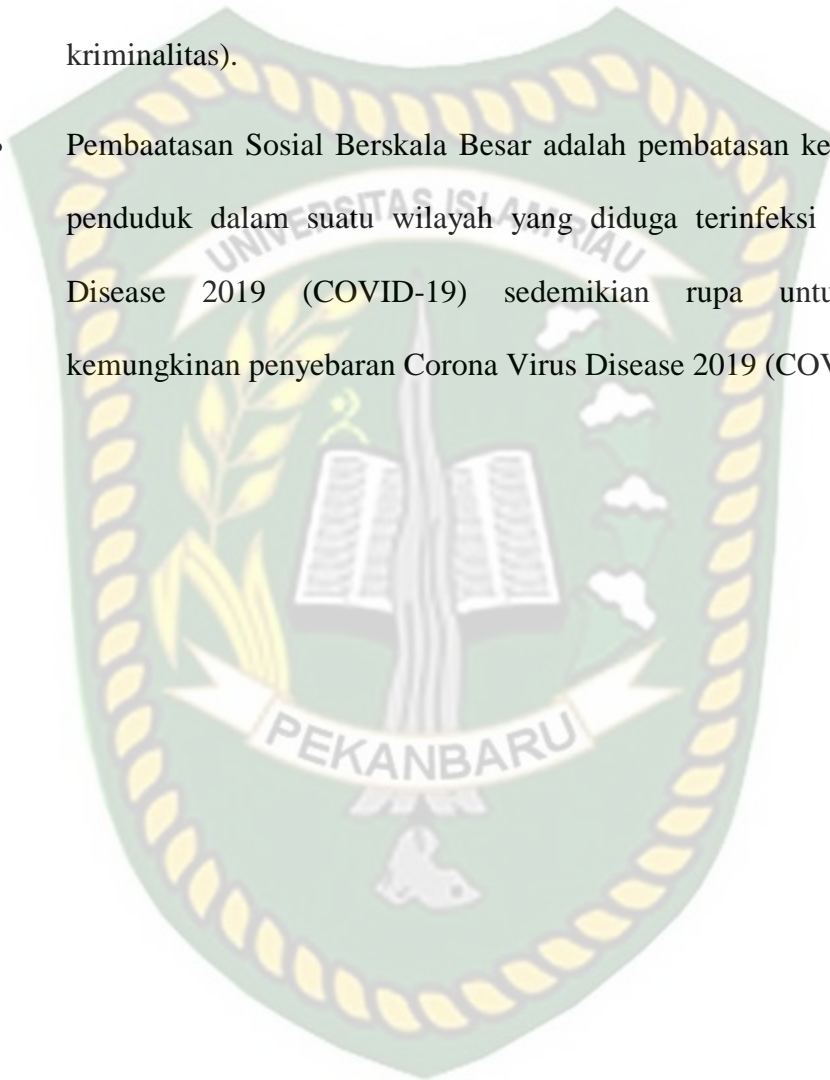 kriminalitas).
• Pembaatasan Sosial Berskala Besar adalah pembatasan ke
penduduk dalam suatu wilayah yang diduga terinfeksi
Disease 2019 (COVID-19) sedemikian rupa untu
kemungkinan penyebaran Corona Virus Disease 2019 (COV
UNIVERSITAS ISLAM RIAU
PEKANBARU